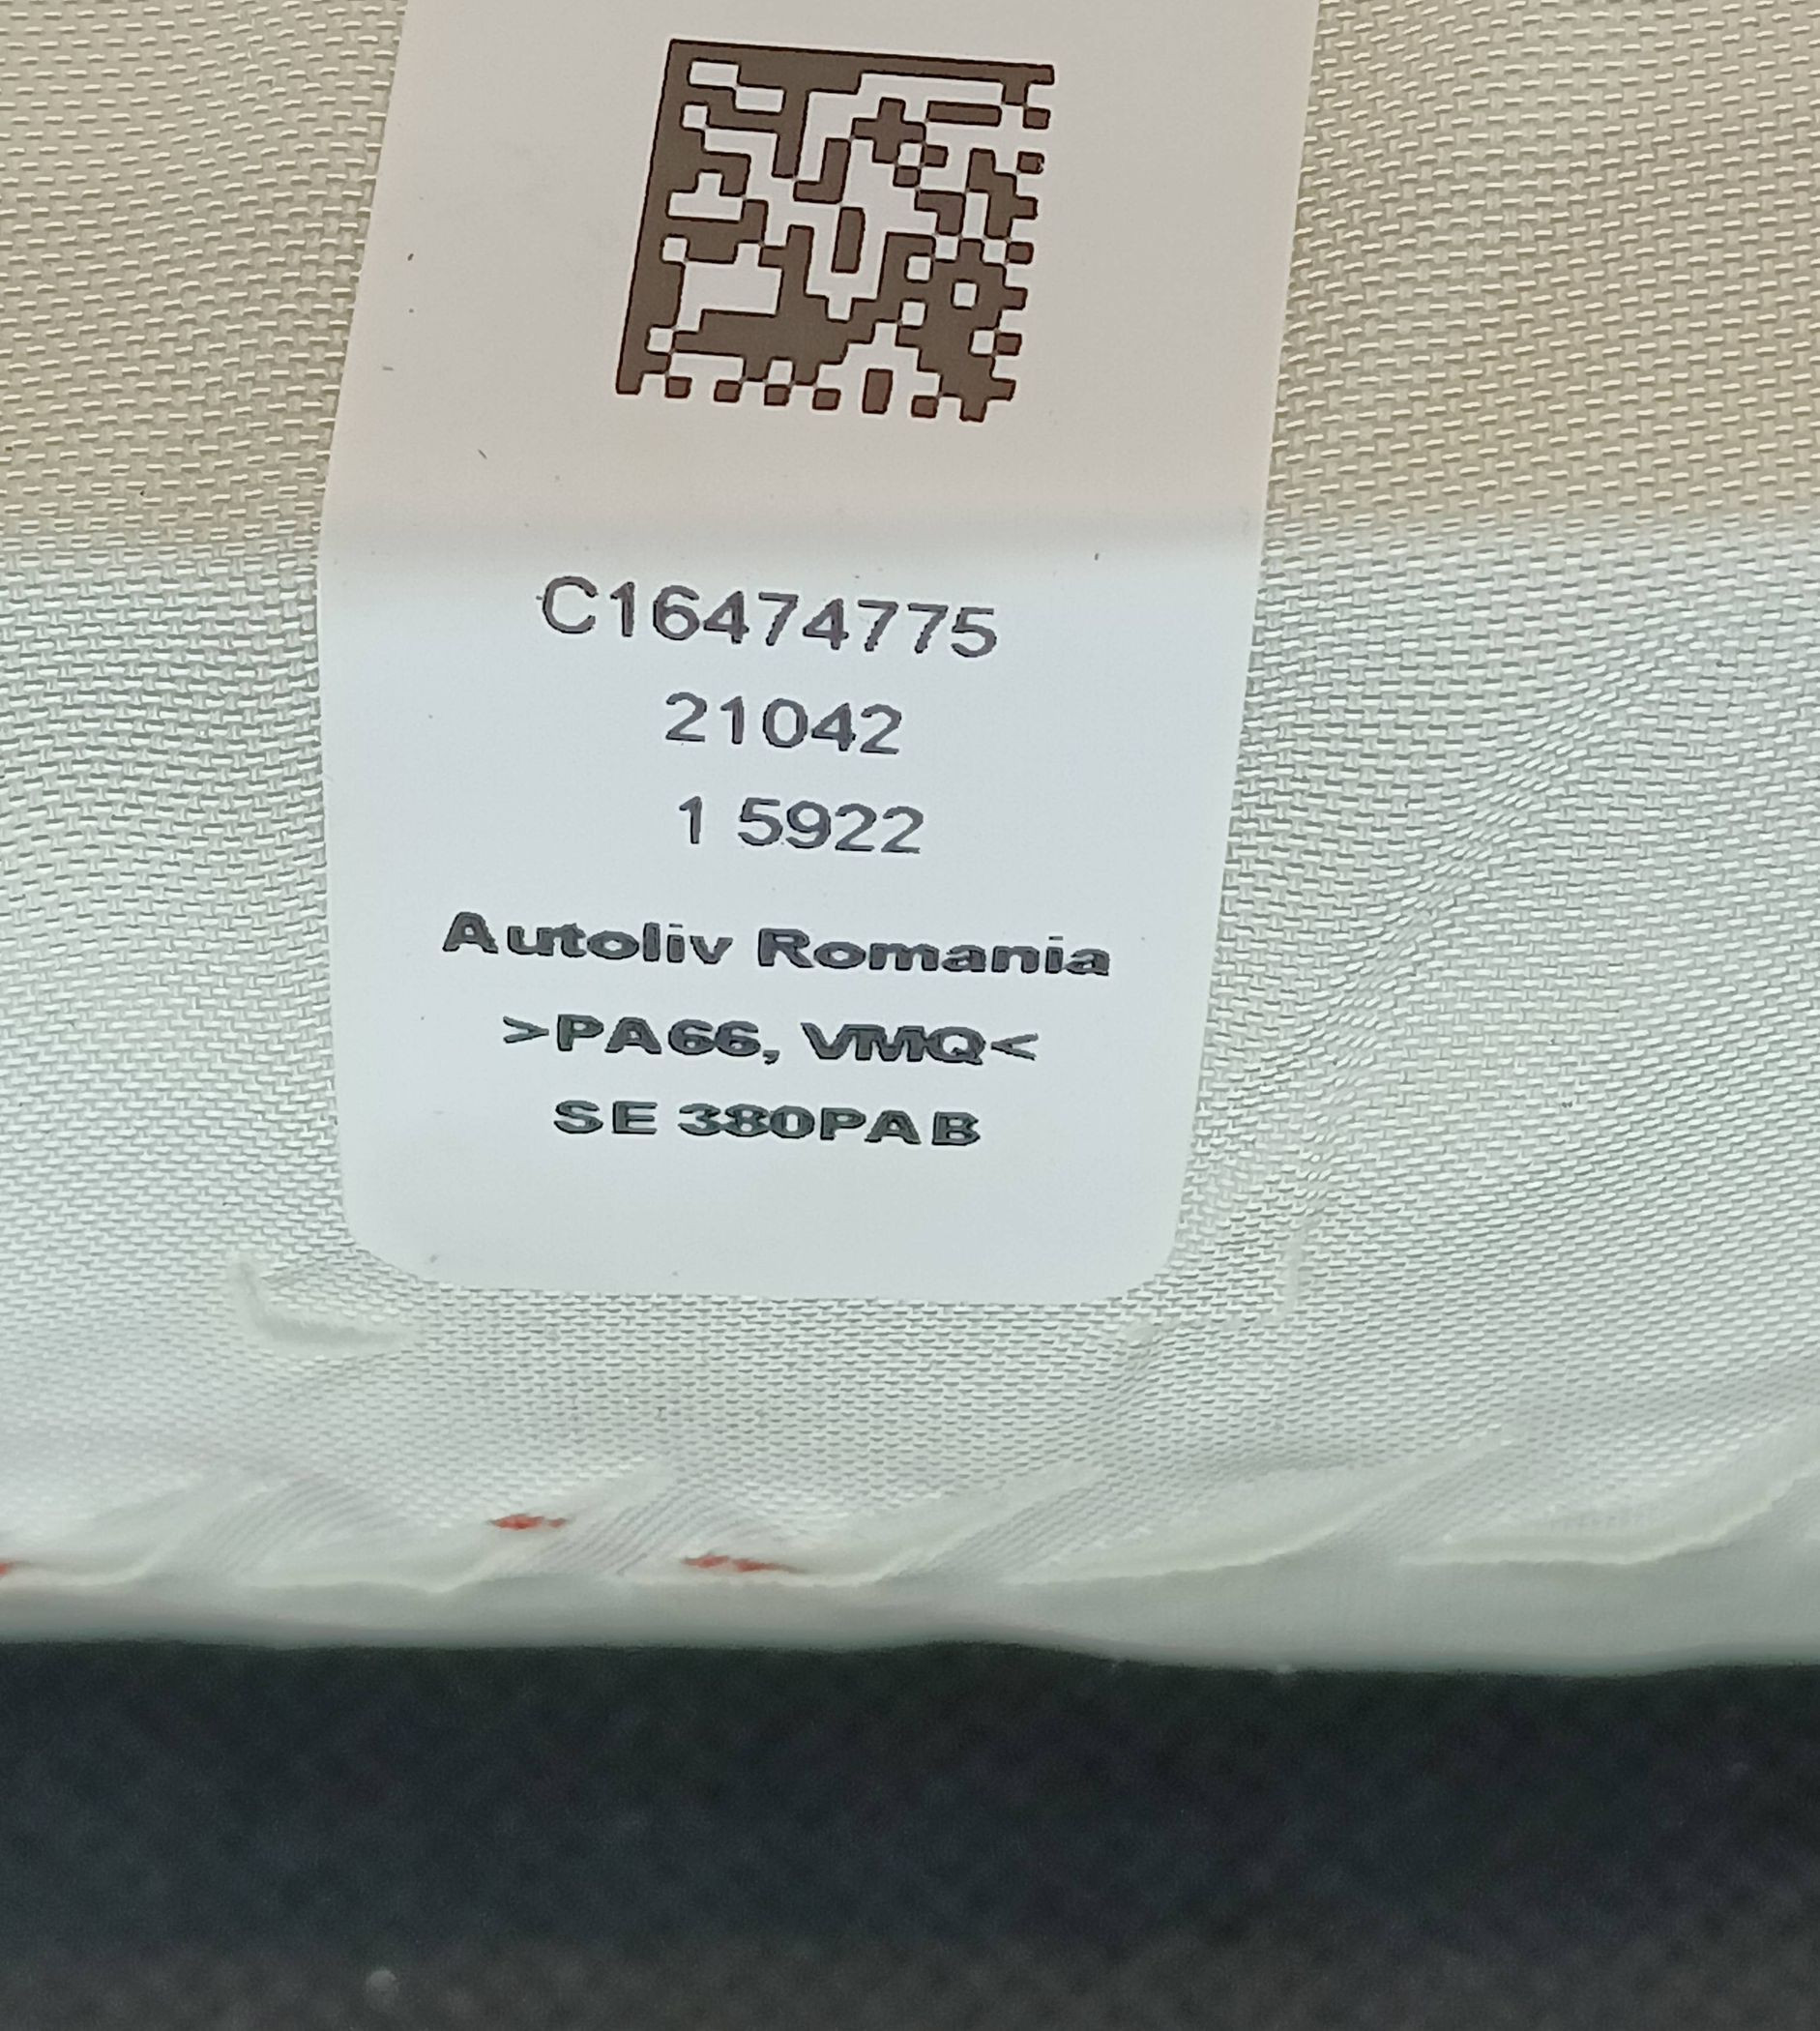 C16474775
21042
1 5922
Autoliv Romania
>PA66, VMQ<
SE 380PAB